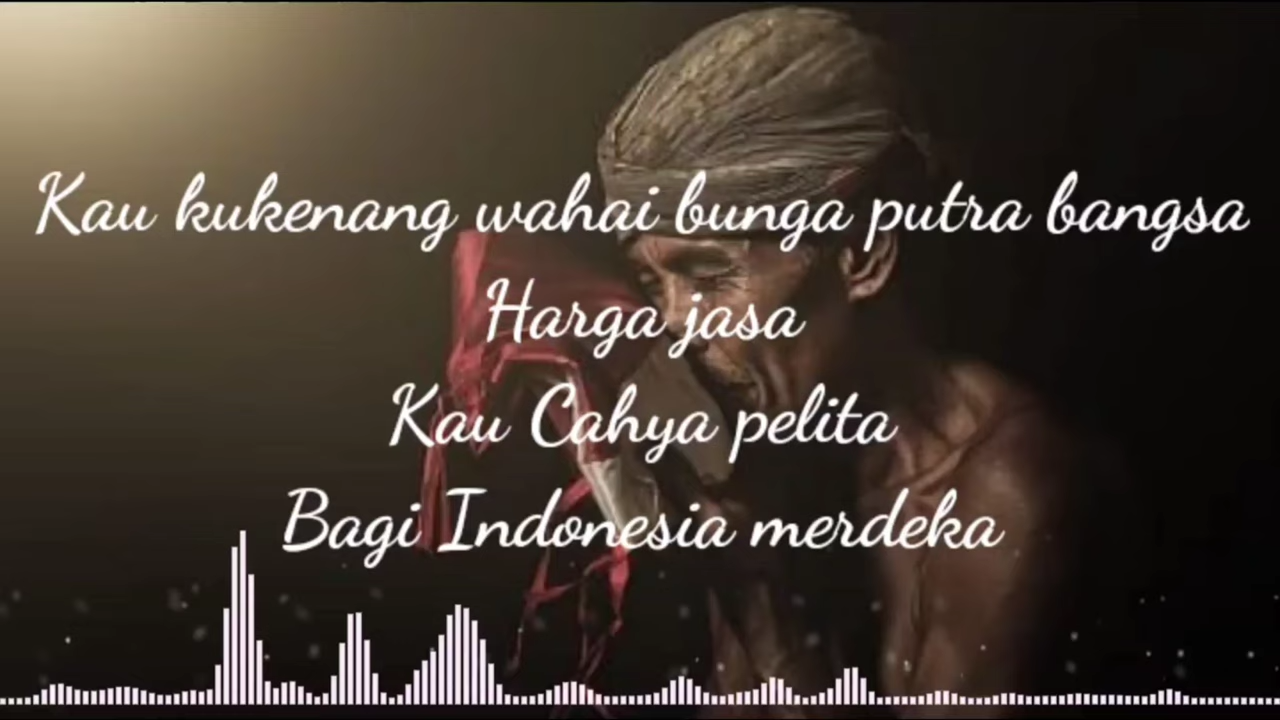 Kau kukenang wahai bunga putra bangsa
Harga jasa
Kau Cahya pelita
Bagi Indonesia merdeka